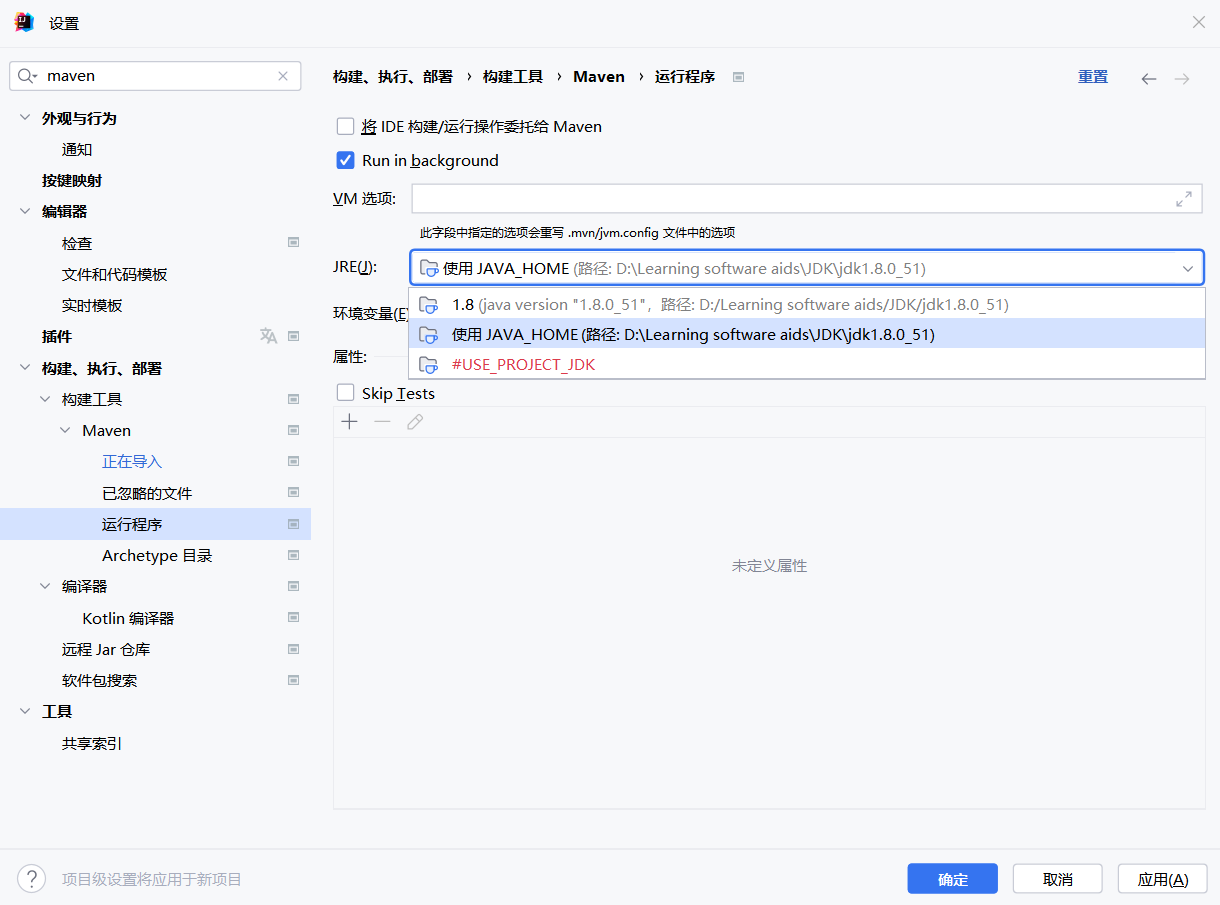 设置
maven
外观与行为
通知
按键映射
编辑器
检查
文件和代码模板
实时模板
插件
构建、执行、部署
构建工具
Maven
正在导入
已忽略的文件
运行程序
Archetype 目录
编译器
Kotlin 编译器
远程 Jar 仓库
软件包搜索
工具
共享索引
构建、执行、部署 › 构建工具 › Maven › 运行程序
重置
将 IDE 构建/运行操作委托给 Maven
Run in background
VM 选项:
此字段中指定的选项会重写 .mvn/jvm.config 文件中的选项
JRE(J): 使用 JAVA_HOME (路径: D:\Learning software aids\JDK\jdk1.8.0_51)
1.8 (java version "1.8.0_51", 路径: D:/Learning software aids/JDK/jdk1.8.0_51)
环境变量(E)
使用 JAVA_HOME (路径: D:\Learning software aids\JDK\jdk1.8.0_51)
属性:
#USE_PROJECT_JDK
Skip Tests
未定义属性
? 项目级设置将应用于新项目
确定
取消
应用(A)